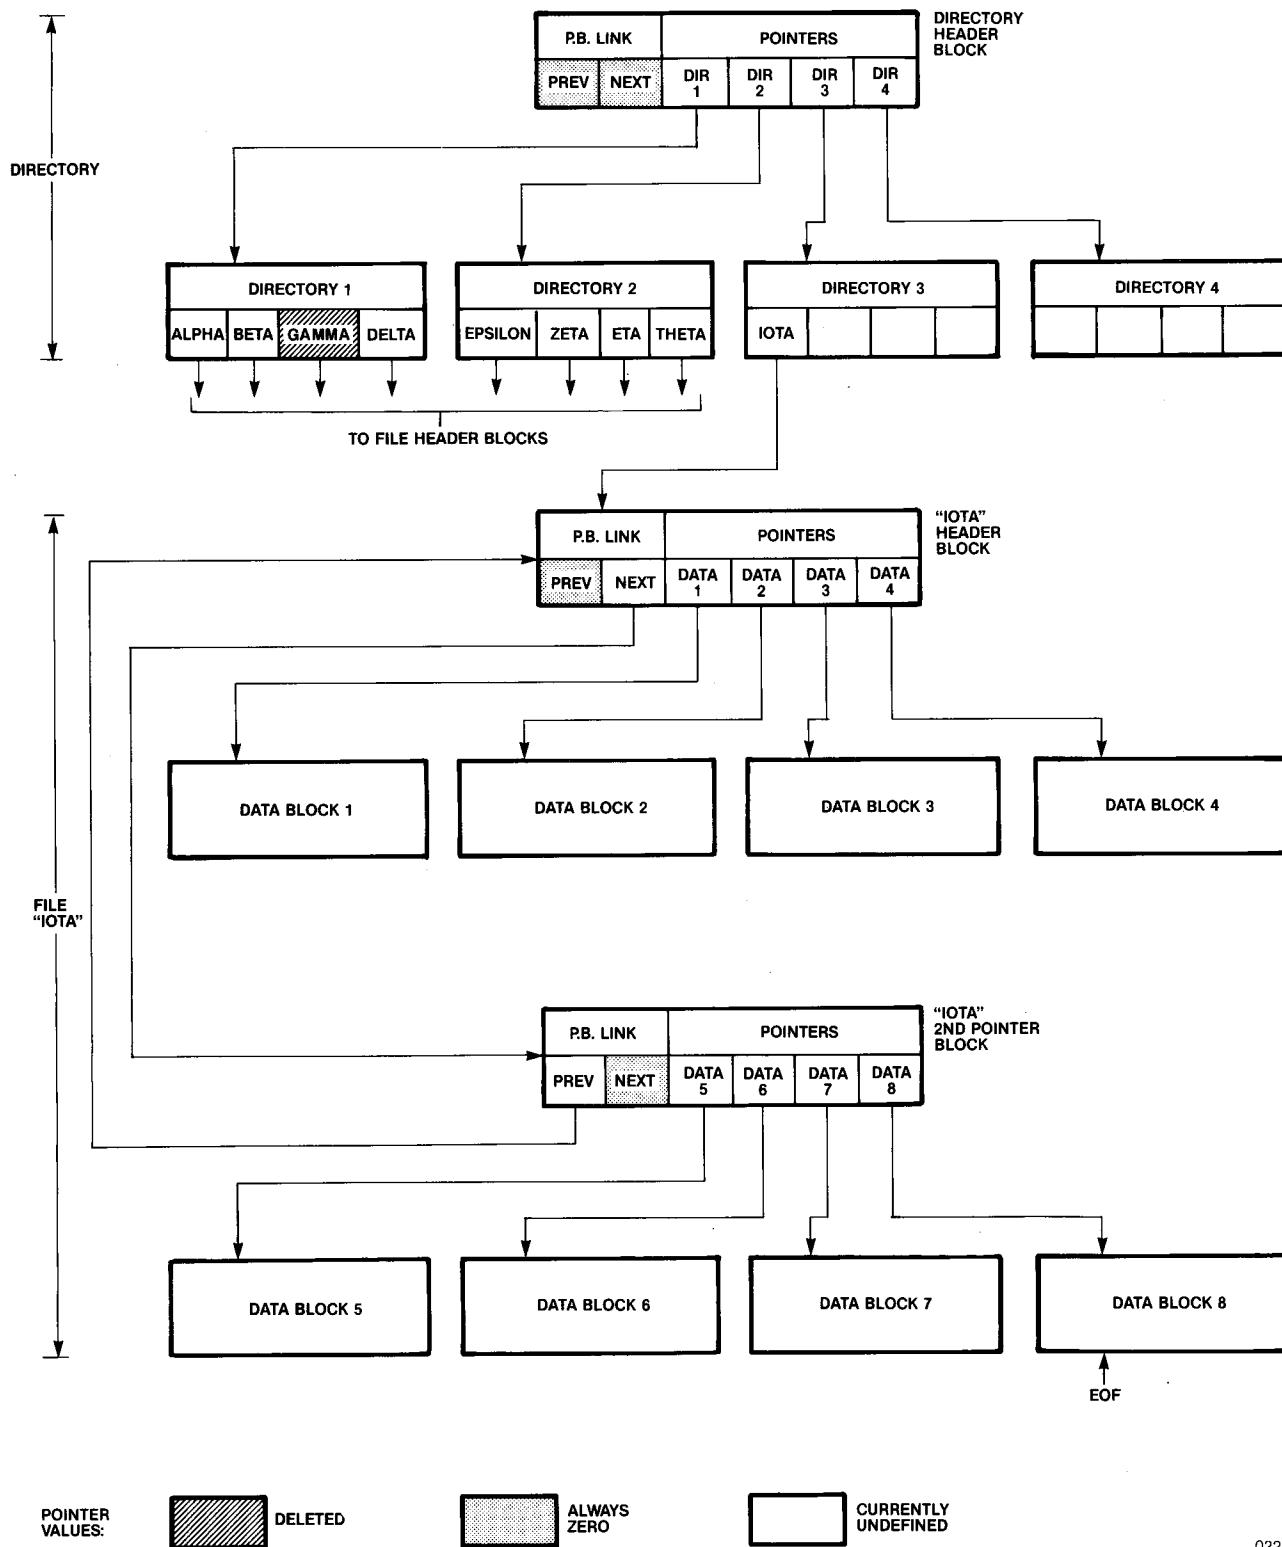 DIRECTORY
HEADER
BLOCK
P.B. LINK POINTERS
PREV NEXT DIR 1 DIR 2 DIR 3 DIR 4
DIRECTORY
DIRECTORY 1
ALPHA BETA GAMMA DELTA
DIRECTORY 2
EPSILON ZETA ETA THETA
DIRECTORY 3
IOTA
DIRECTORY 4
TO FILE HEADER BLOCKS
"IOTA"
HEADER
BLOCK
P.B. LINK POINTERS
PREV NEXT DATA 1 DATA 2 DATA 3 DATA 4
DATA BLOCK 1
DATA BLOCK 2
DATA BLOCK 3
DATA BLOCK 4
FILE
"IOTA"
"IOTA"
2ND POINTER
BLOCK
P.B. LINK POINTERS
PREV NEXT DATA 5 DATA 6 DATA 7 DATA 8
DATA BLOCK 5
DATA BLOCK 6
DATA BLOCK 7
DATA BLOCK 8
EOF
POINTER
VALUES:
DELETED
ALWAYS
ZERO
CURRENTLY
UNDEFINED